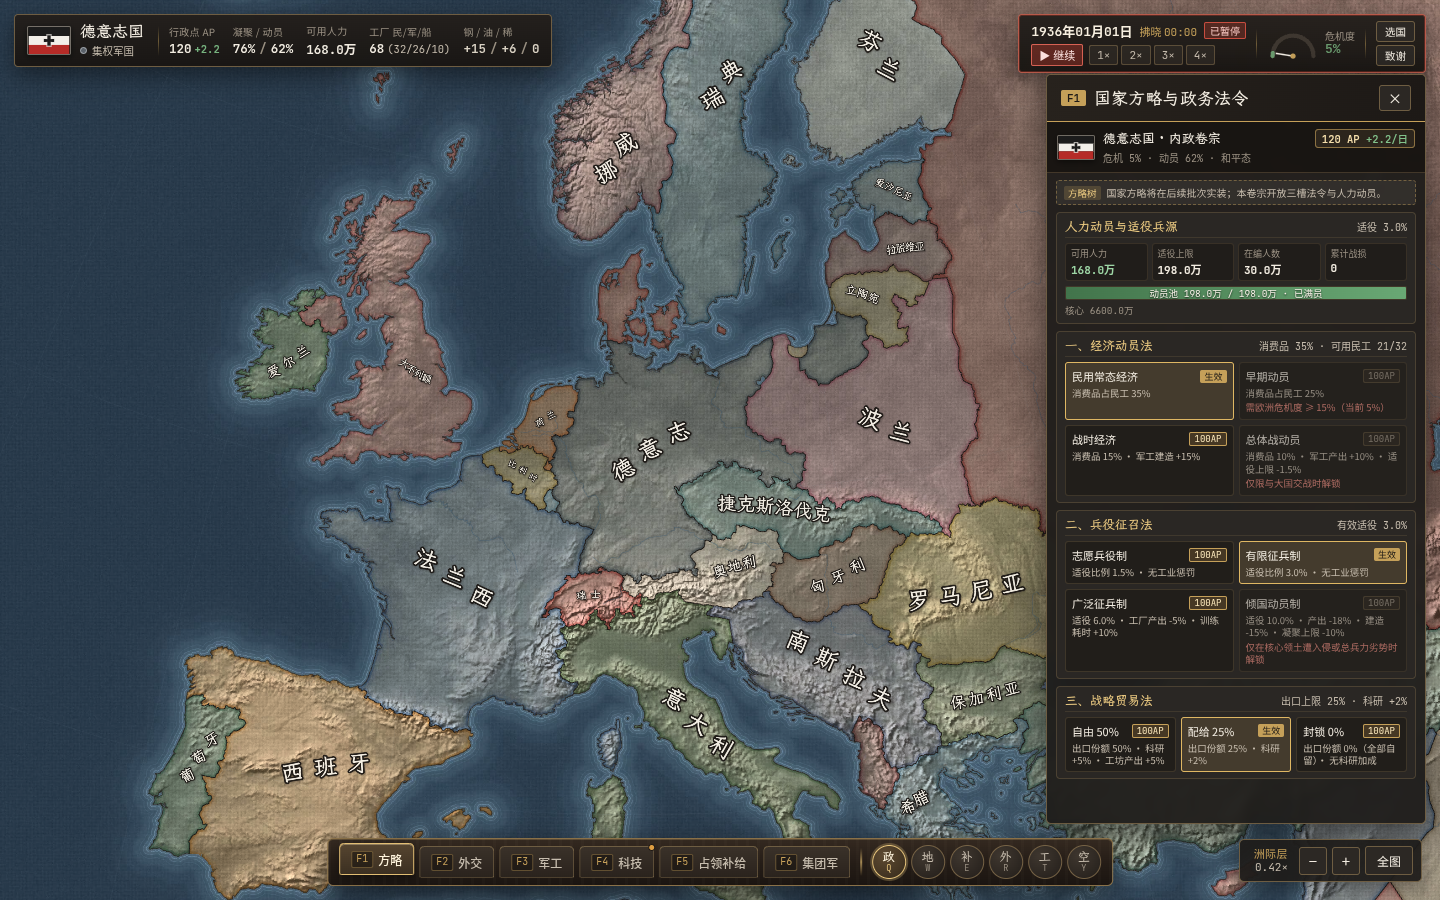 德意志国
集权军国
行政点 AP
120 +2.2
凝聚 / 动员
76% / 62%
可用人力
168.0万
工厂 民/军/船
68 (32/26/10)
钢 / 油 / 稀
+15 / +6 / 0
1936年01月01日 拂晓 00:00 已暂停
▶ 继续 1× 2× 3× 4×
危机度
5%
选国
致谢
F1 国家方略与政务法令 ×
德意志国・内政卷宗
120 AP +2.2/日
危机 5% · 动员 62% · 和平态
方略树 国家方略将在后续批次实装；本卷宗开放三槽法令与人力动员。
人力动员与适役兵源 适役 3.0%
可用人力
168.0万
适役上限
198.0万
在编人数
30.0万
累计战损
0
动员池 198.0万 / 198.0万 · 已满员
核心 6600.0万
一、经济动员法 消费品 35% · 可用民工 21/32
民用常态经济 生效
消费品占民工 35%
早期动员 100AP
消费品占民工 25%
需欧洲危机度 ≥ 15%（当前 5%）
战时经济 100AP
消费品 15% · 军工建造 +15%
总体战动员 100AP
消费品 10% · 军工产出 +10% · 适
役上限 -1.5%
仅限与大国交战时解锁
二、兵役征召法 有效适役 3.0%
志愿兵役制 100AP
适役比例 1.5% · 无工业惩罚
有限征兵制 生效
适役比例 3.0% · 无工业惩罚
广泛征兵制 100AP
适役 6.0% · 工厂产出 -5% · 训练
耗时 +10%
倾国动员制 100AP
适役 10.0% · 产出 -18% · 建造
-15% · 凝聚上限 -10%
仅在核心领土遭入侵或总兵力劣势时
解锁
三、战略贸易法 出口上限 25% · 科研 +2%
自由 50% 100AP
出口份额 50% · 科研
+5% · 工坊产出 +5%
配给 25% 生效
出口份额 25% · 科研
+2%
封锁 0% 100AP
出口份额 0%（全部自
留）· 无科研加成
芬兰
瑞典
挪威
爱沙尼亚
拉脱维亚
立陶宛
爱尔兰
大不列颠
荷兰
比利时
德意志
波兰
捷克斯洛伐克
法兰西
瑞士
奥地利
匈牙利
罗马尼亚
南斯拉夫
保加利亚
意大利
希腊
葡萄牙
西班牙
F1 方略
F2 外交
F3 军工
F4 科技
F5 占领补给
F6 集团军
政 Q
地 W
补 E
外 R
工 T
空 Y
洲际层
0.42×
−
+
全图